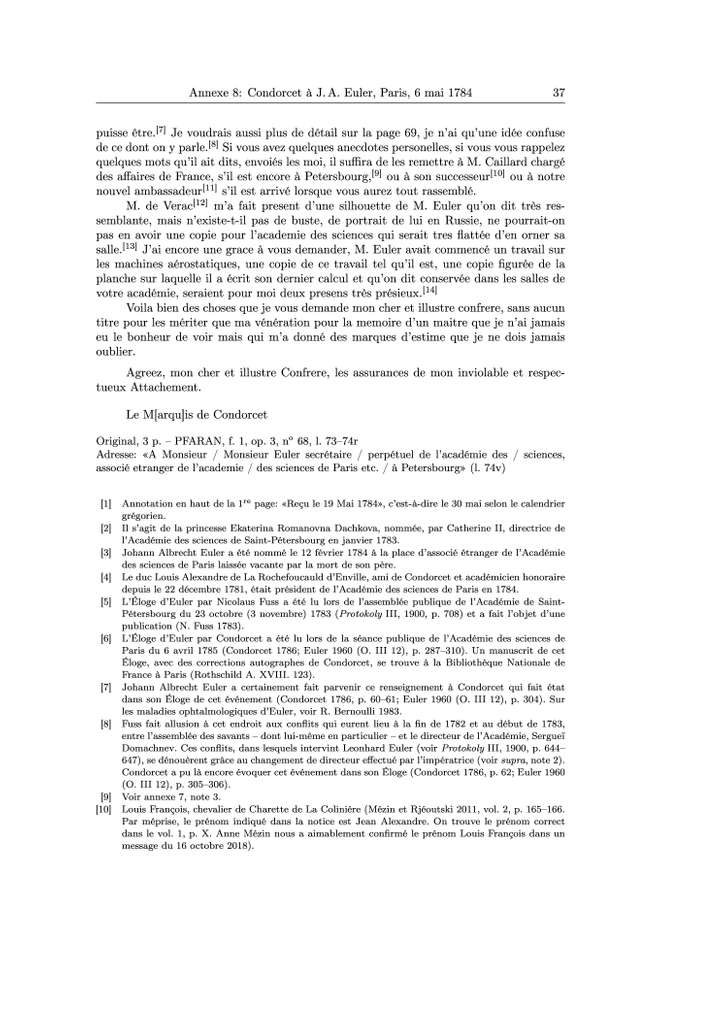 Annexe 8: Condorcet à J. A. Euler, Paris, 6 mai 1784 37
puisse être.[7] Je voudrais aussi plus de détail sur la page 69, je n'ai qu'une idée confuse
de ce dont on y parle.[8] Si vous avez quelques anecdotes personelles, si vous vous rappelez
quelques mots qu'il ait dits, envoiés les moi, il suffira de les remettre à M. Caillard chargé
des affaires de France, s'il est encore à Petersbourg,[9] ou à son successeur[10] ou à notre
nouvel ambassadeur[11] s'il est arrivé lorsque vous aurez tout rassemblé.
M. de Verac[12] m'a fait present d'une silhouette de M. Euler qu'on dit très res-
semblante, mais n'existe-t-il pas de buste, de portrait de lui en Russie, ne pourrait-on
pas en avoir une copie pour l'academie des sciences qui serait tres flattée d'en orner sa
salle.[13] J'ai encore une grace à vous demander, M. Euler avait commencé un travail sur
les machines aérostatiques, une copie de ce travail tel qu'il est, une copie figurée de la
planche sur laquelle il a écrit son dernier calcul et qu'on dit conservée dans les salles de
votre académie, seraient pour moi deux presens très présieux.[14]
Voila bien des choses que je vous demande mon cher et illustre confrere, sans aucun
titre pour les mériter que ma vénération pour la memoire d'un maitre que je n'ai jamais
eu le bonheur de voir mais qui m'a donné des marques d'estime que je ne dois jamais
oublier.
Agreez, mon cher et illustre Confrere, les assurances de mon inviolable et respec-
tueux Attachement.
Le M[arqu]is de Condorcet
Original, 3 p. – PFARAN, f. 1, op. 3, nº 68, l. 73–74r
Adresse: «A Monsieur / Monsieur Euler secrétaire / perpétuel de l'académie des / sciences,
associé etranger de l'academie / des sciences de Paris etc. / à Petersbourg» (l. 74v)
[1] Annotation en haut de la 1re page: «Reçu le 19 Mai 1784», c'est-à-dire le 30 mai selon le calendrier
grégorien.
[2] Il s'agit de la princesse Ekaterina Romanovna Dachkova, nommée, par Catherine II, directrice de
l'Académie des sciences de Saint-Pétersbourg en janvier 1783.
[3] Johann Albrecht Euler a été nommé le 12 février 1784 à la place d'associé étranger de l'Académie
des sciences de Paris laissée vacante par la mort de son père.
[4] Le duc Louis Alexandre de La Rochefoucauld d'Enville, ami de Condorcet et académicien honoraire
depuis le 22 décembre 1781, était président de l'Académie des sciences de Paris en 1784.
[5] L'Éloge d'Euler par Nicolaus Fuss a été lu lors de l'assemblée publique de l'Académie de Saint-
Pétersbourg du 23 octobre (3 novembre) 1783 (Protokoly III, 1900, p. 708) et a fait l'objet d'une
publication (N. Fuss 1783).
[6] L'Éloge d'Euler par Condorcet a été lu lors de la séance publique de l'Académie des sciences de
Paris du 6 avril 1785 (Condorcet 1786; Euler 1960 (O. III 12), p. 287–310). Un manuscrit de cet
Éloge, avec des corrections autographes de Condorcet, se trouve à la Bibliothèque Nationale de
France à Paris (Rothschild A. XVIII. 123).
[7] Johann Albrecht Euler a certainement fait parvenir ce renseignement à Condorcet qui fait état
dans son Éloge de cet événement (Condorcet 1786, p. 60–61; Euler 1960 (O. III 12), p. 304). Sur
les maladies ophtalmologiques d'Euler, voir R. Bernoulli 1983.
[8] Fuss fait allusion à cet endroit aux conflits qui eurent lieu à la fin de 1782 et au début de 1783,
entre l'assemblée des savants – dont lui-même en particulier – et le directeur de l'Académie, Sergueï
Domachnev. Ces conflits, dans lesquels intervint Leonhard Euler (voir Protokoly III, 1900, p. 644–
647), se dénouèrent grâce au changement de directeur effectué par l'impératrice (voir supra, note 2).
Condorcet a pu là encore évoquer cet événement dans son Éloge (Condorcet 1786, p. 62; Euler 1960
(O. III 12), p. 305–306).
[9] Voir annexe 7, note 3.
[10] Louis François, chevalier de Charette de La Colinière (Mézin et Rjéoutski 2011, vol. 2, p. 165–166.
Par méprise, le prénom indiqué dans la notice est Jean Alexandre. On trouve le prénom correct
dans le vol. 1, p. X. Anne Mézin nous a aimablement confirmé le prénom Louis François dans un
message du 16 octobre 2018).